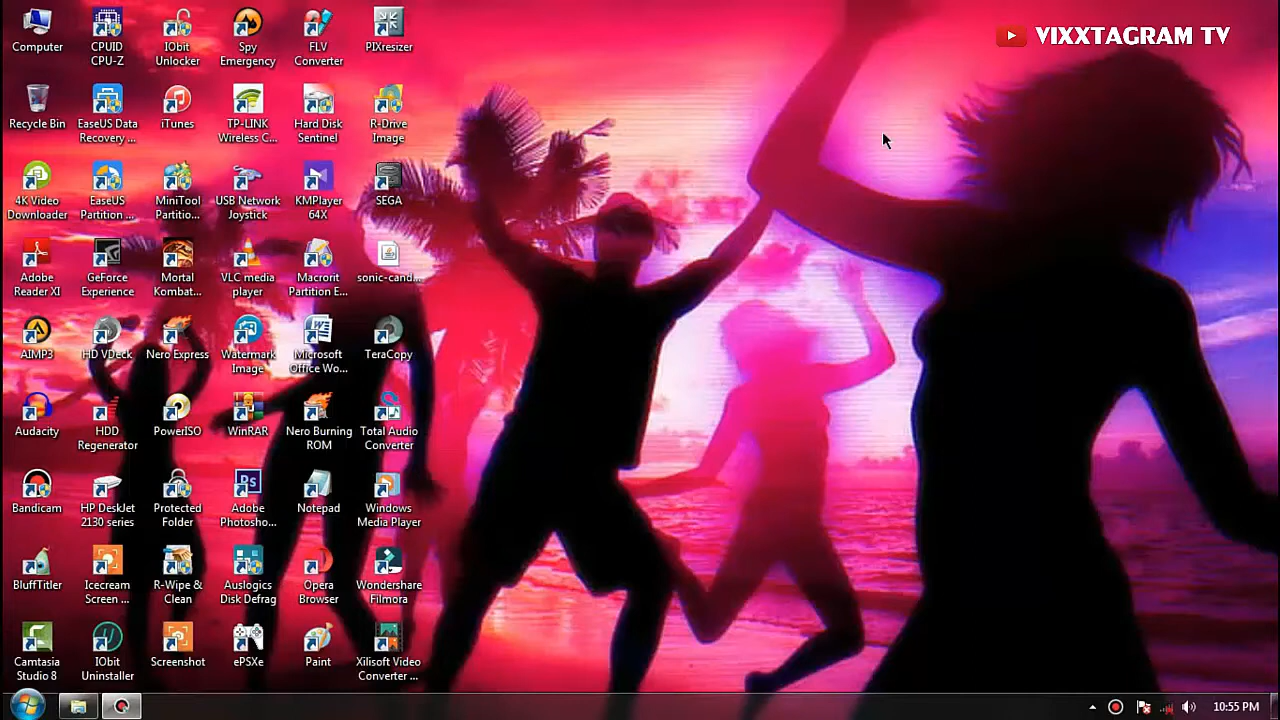 VIXXTAGRAM TV
Computer
CPUID
CPU-Z
IObit
Unlocker
Spy
Emergency
FLV
Converter
PIXresizer
Recycle Bin
EaseUS Data
Recovery ...
iTunes
TP-LINK
Wireless C...
Hard Disk
Sentinel
R-Drive
Image
4K Video
Downloader
EaseUS
Partition ...
MiniTool
Partitio...
USB Network
Joystick
KMPlayer
64X
SEGA
Adobe
Reader XI
GeForce
Experience
Mortal
Kombat...
VLC media
player
Macrorit
Partition E...
sonic-cand...
AIMP3
HD VDeck
Nero Express
Watermark
Image
Microsoft
Office Wo...
TeraCopy
Audacity
HDD
Regenerator
PowerISO
WinRAR
Nero Burning
ROM
Total Audio
Converter
Bandicam
HP DeskJet
2130 series
Protected
Folder
Ps
Adobe
Photosho...
Notepad
Windows
Media Player
BluffTitler
Icecream
Screen ...
R-Wipe &
Clean
Auslogics
Disk Defrag
Opera
Browser
Wondershare
Filmora
Camtasia
Studio 8
IObit
Uninstaller
Screenshot
ePSXe
Paint
Xilisoft Video
Converter ...
10:55 PM